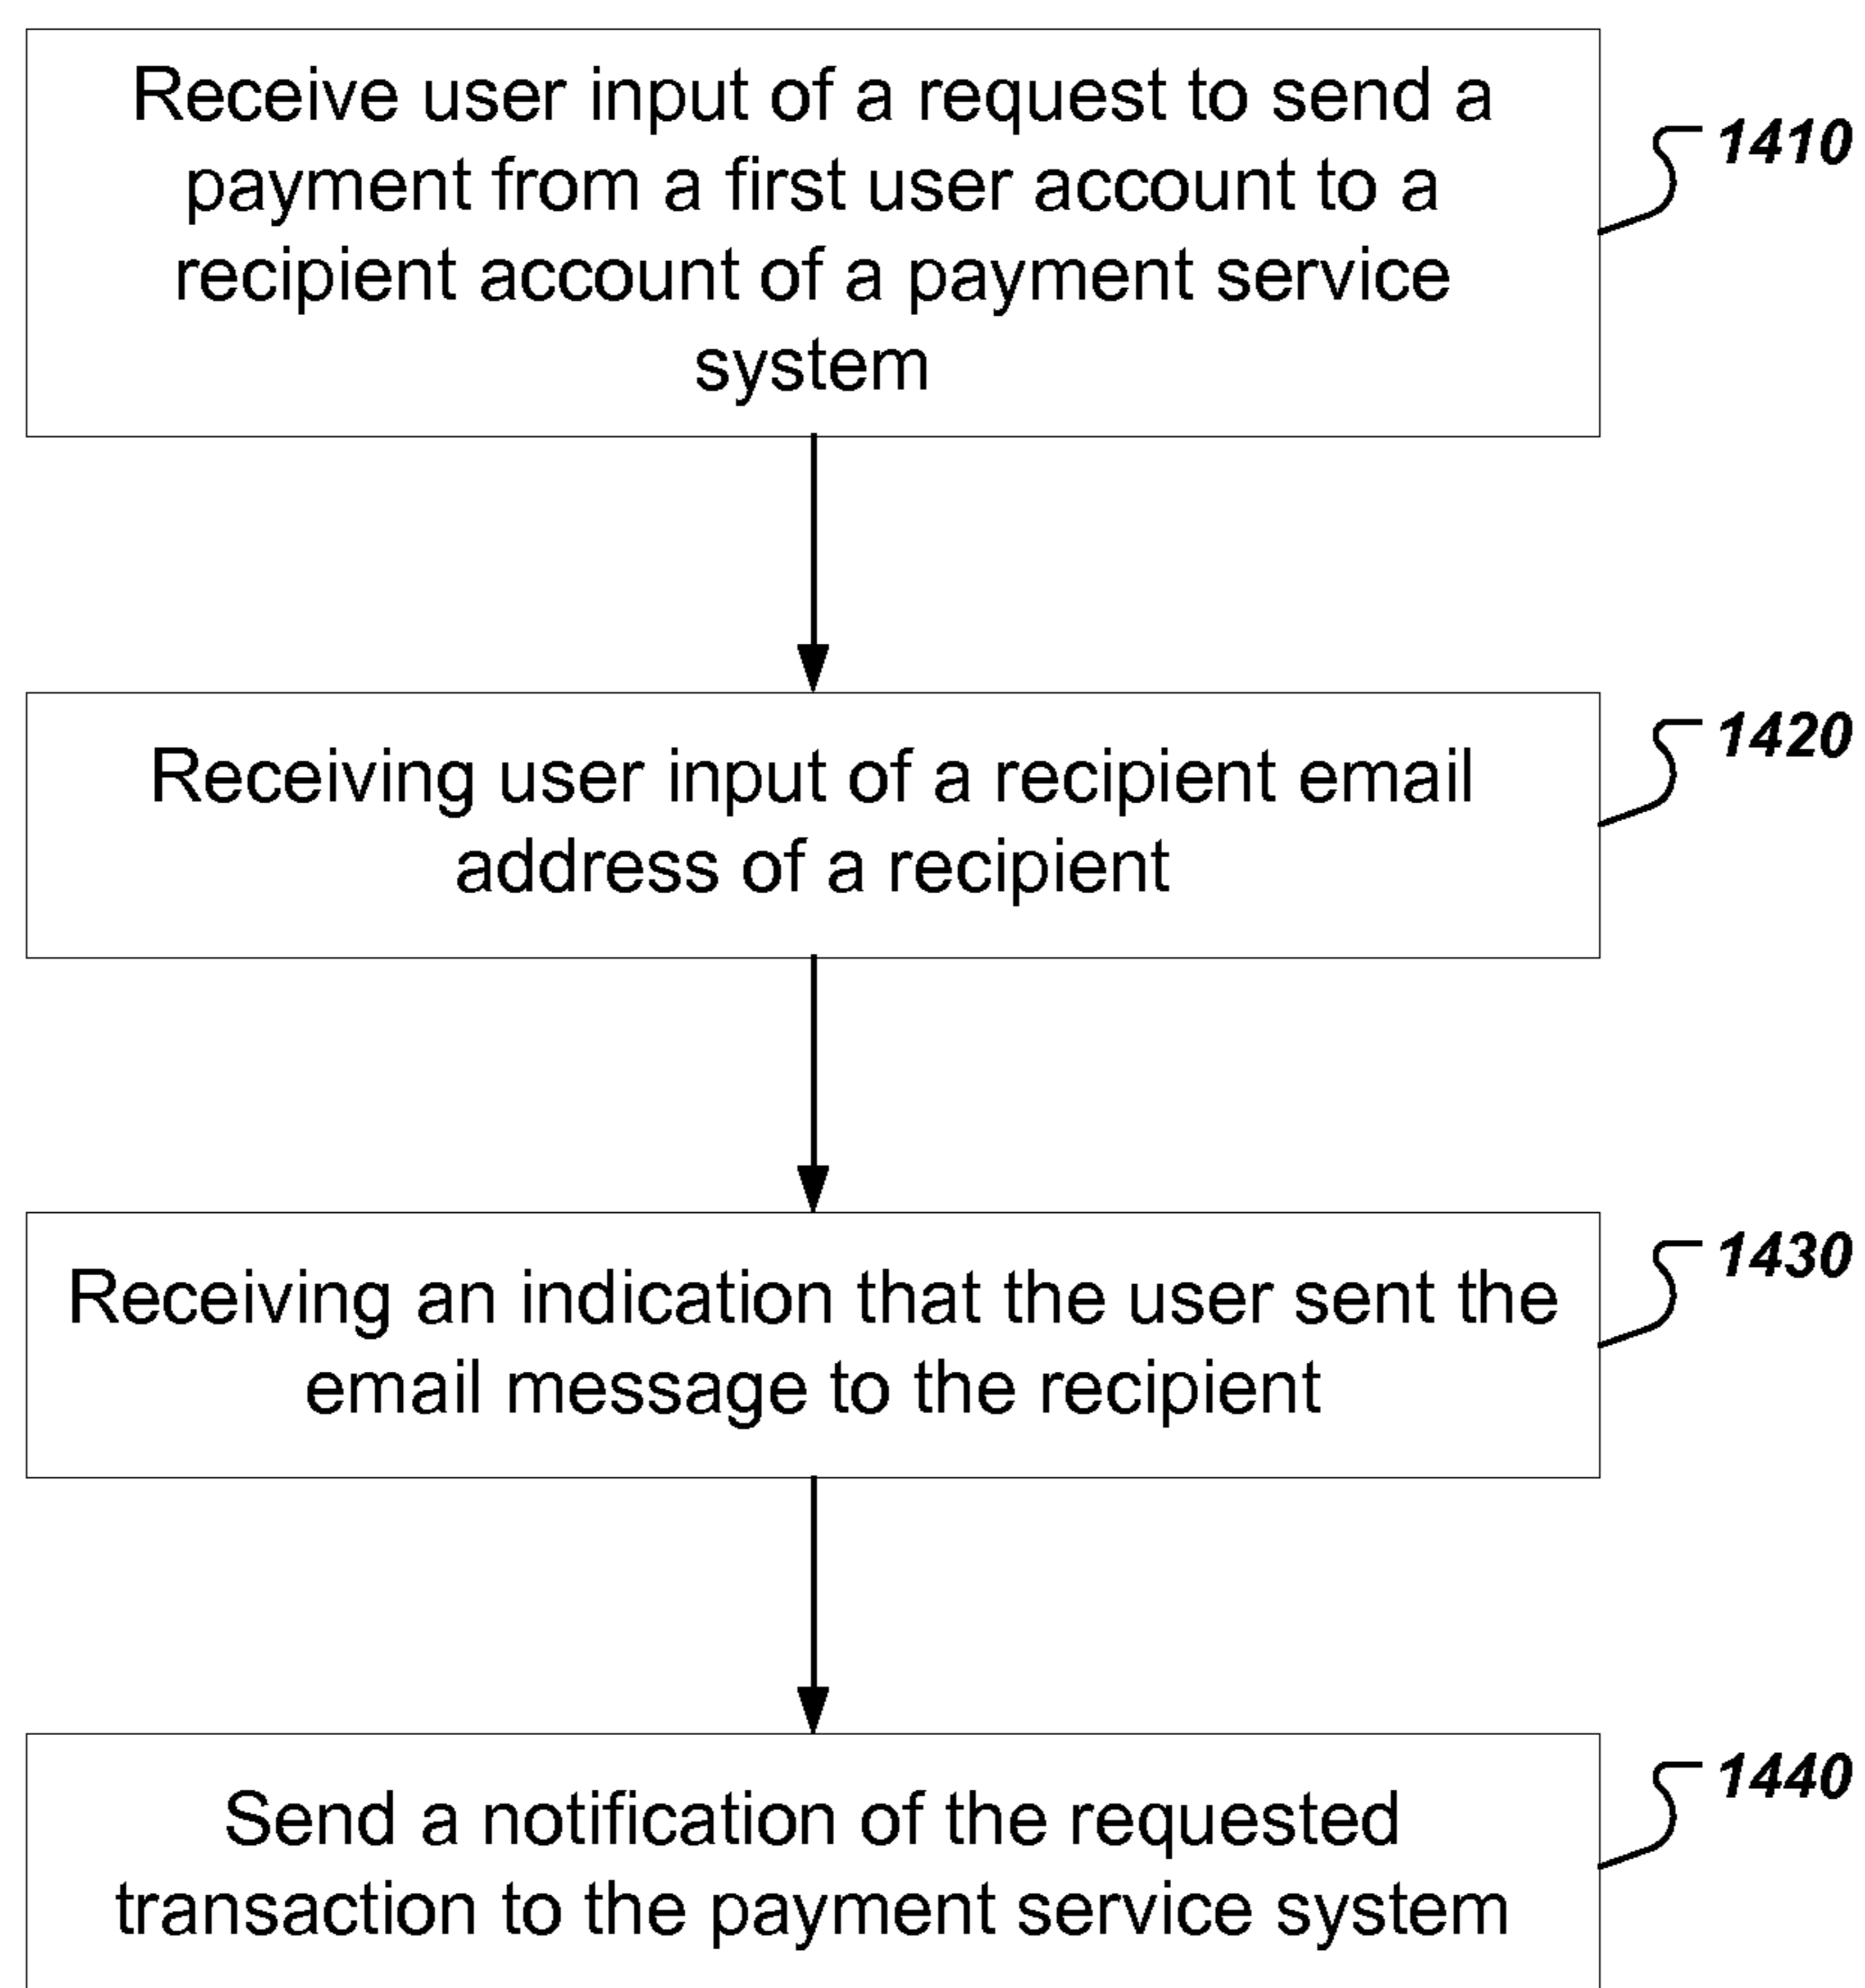 Receive user input of a request to send a
payment from a first user account to a
recipient account of a payment service
system
1410
Receiving user input of a recipient email
address of a recipient
1420
Receiving an indication that the user sent the
email message to the recipient
1430
Send a notification of the requested
transaction to the payment service system
1440